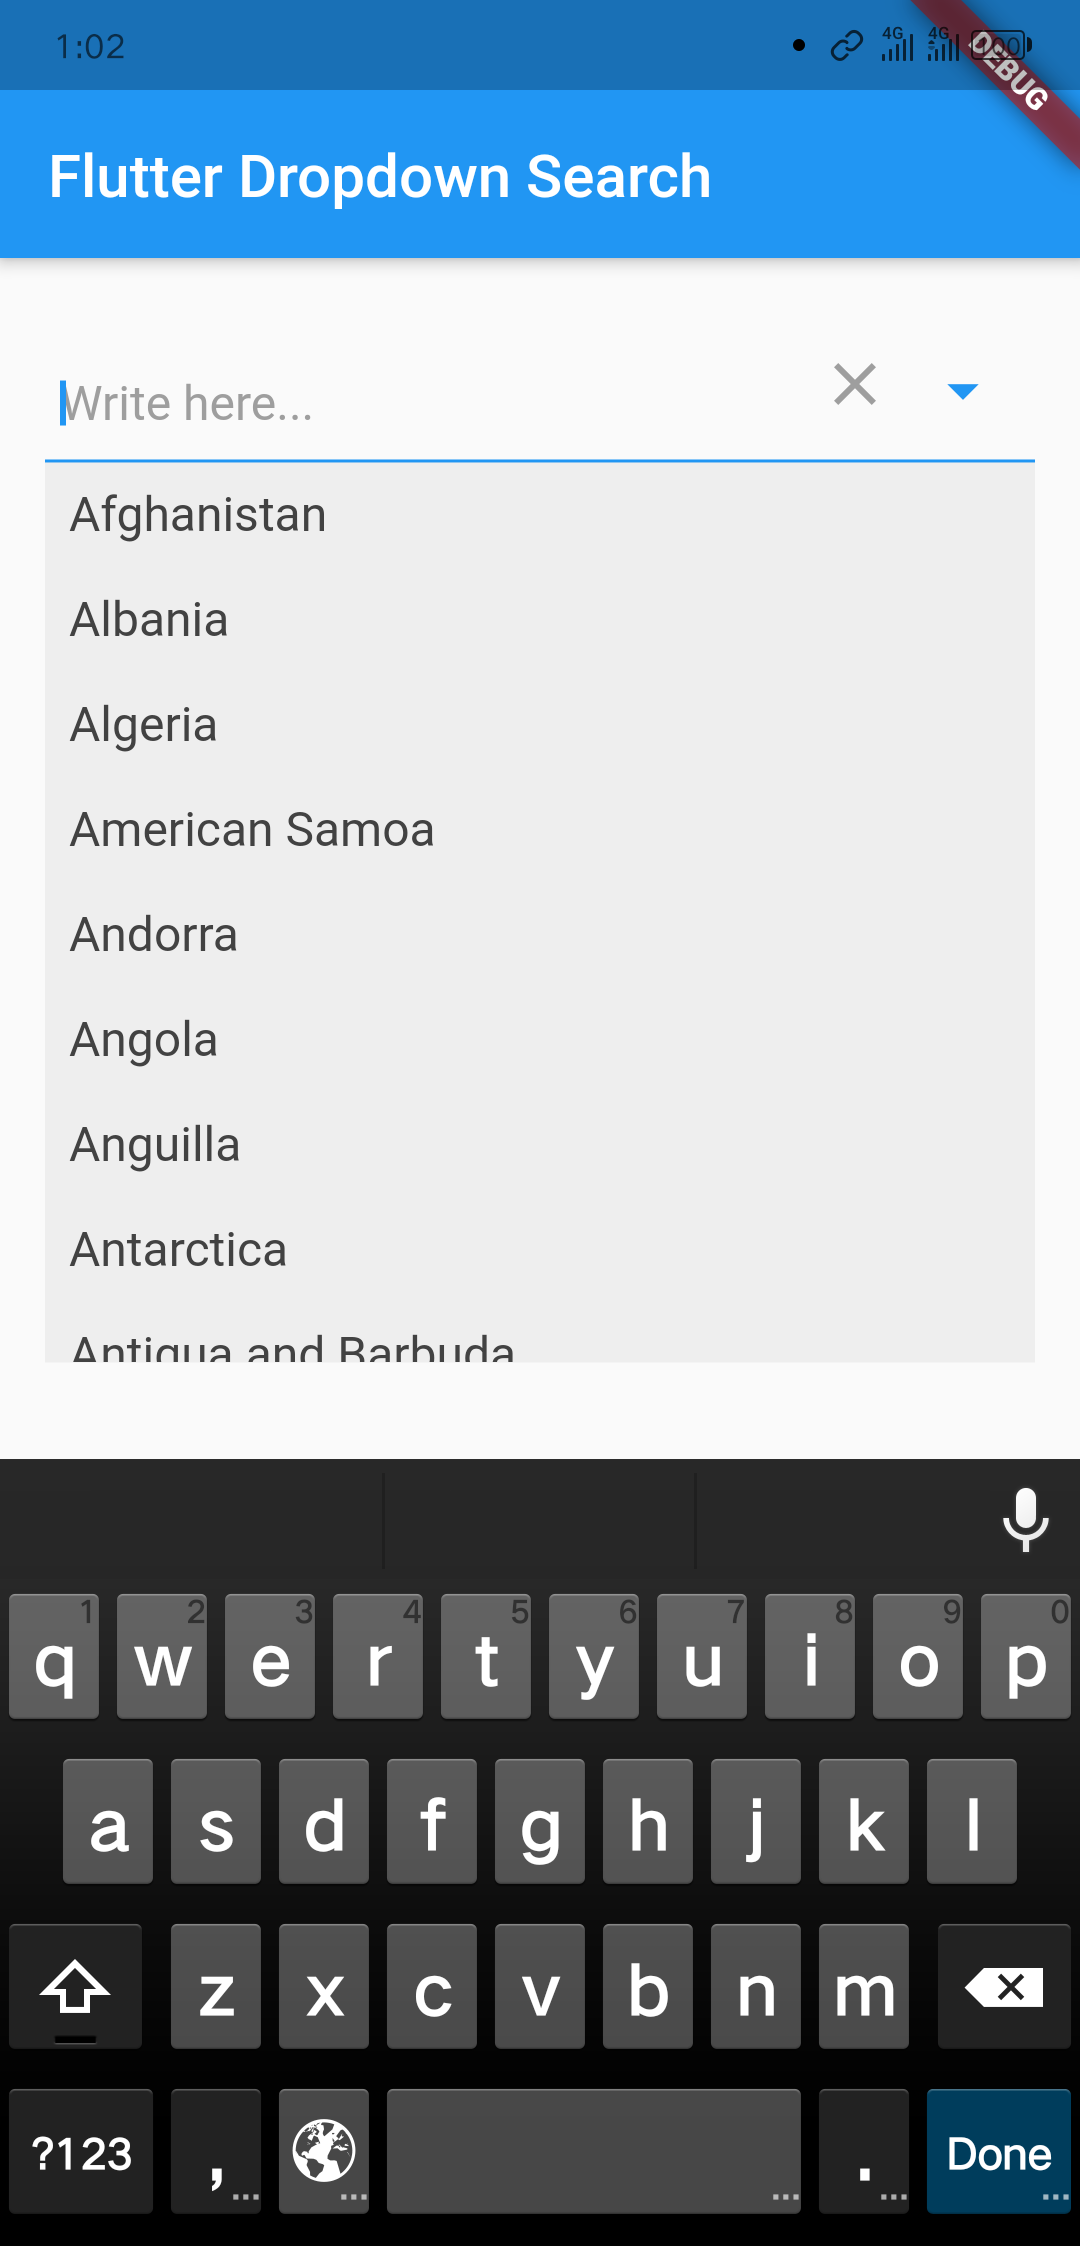 1:02
4G 4G 100
DEBUG
Flutter Dropdown Search
Write here...
Afghanistan
Albania
Algeria
American Samoa
Andorra
Angola
Anguilla
Antarctica
Antigua and Barbuda
1 2 3 4 5 6 7 8 9 0
q w e r t y u i o p
a s d f g h j k l
z x c v b n m
?123 , . Done